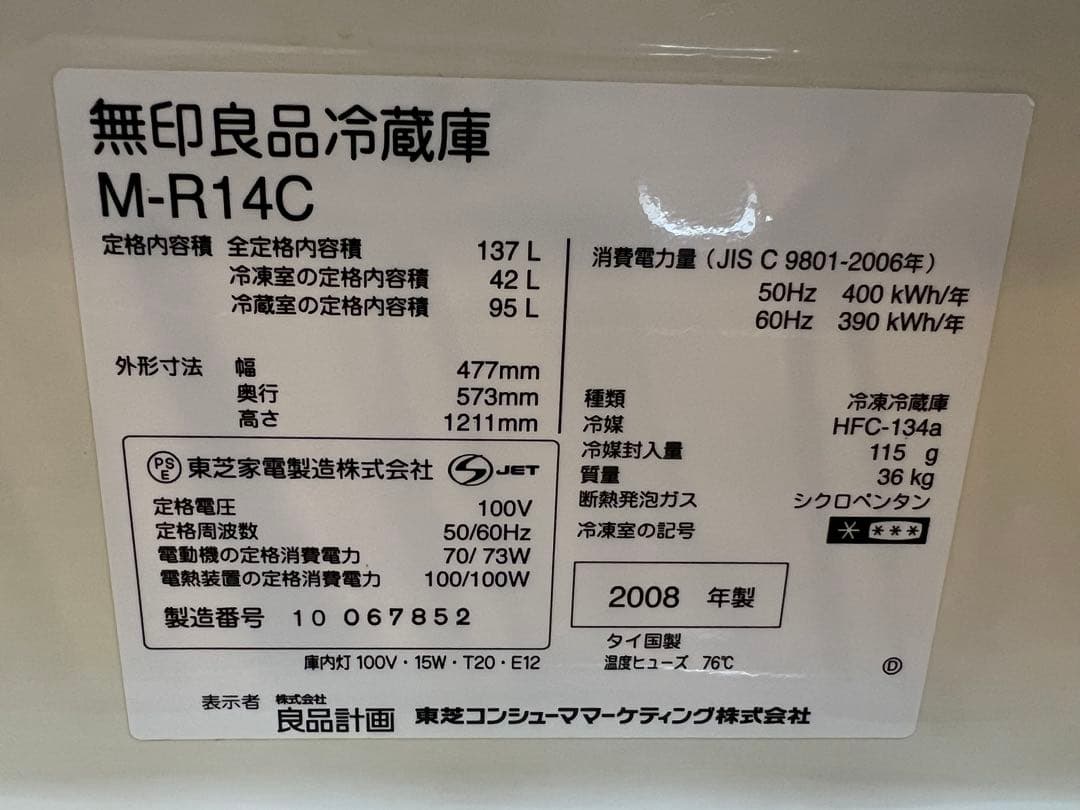 無印良品冷蔵庫
M-R14C
定格内容積 全定格内容積 137 L
冷凍室の定格内容積 42 L
冷蔵室の定格内容積 95 L
外形寸法 幅 477mm
奥行 573mm
高さ 1211mm
消費電力量（JIS C 9801-2006年）
50Hz 400 kWh/年
60Hz 390 kWh/年
種類 冷凍冷蔵庫
冷媒 HFC-134a
冷媒封入量 115 g
質量 36 kg
断熱発泡ガス シクロペンタン
冷凍室の記号 * ***
PSE 東芝家電製造株式会社 S JET
定格電圧 100V
定格周波数 50/60Hz
電動機の定格消費電力 70/ 73W
電熱装置の定格消費電力 100/100W
製造番号 10 067852
2008 年製
タイ国製
庫内灯 100V・15W・T20・E12
温度ヒューズ 76℃
Ⓓ
表示者 株式会社 良品計画 東芝コンシューママーケティング株式会社